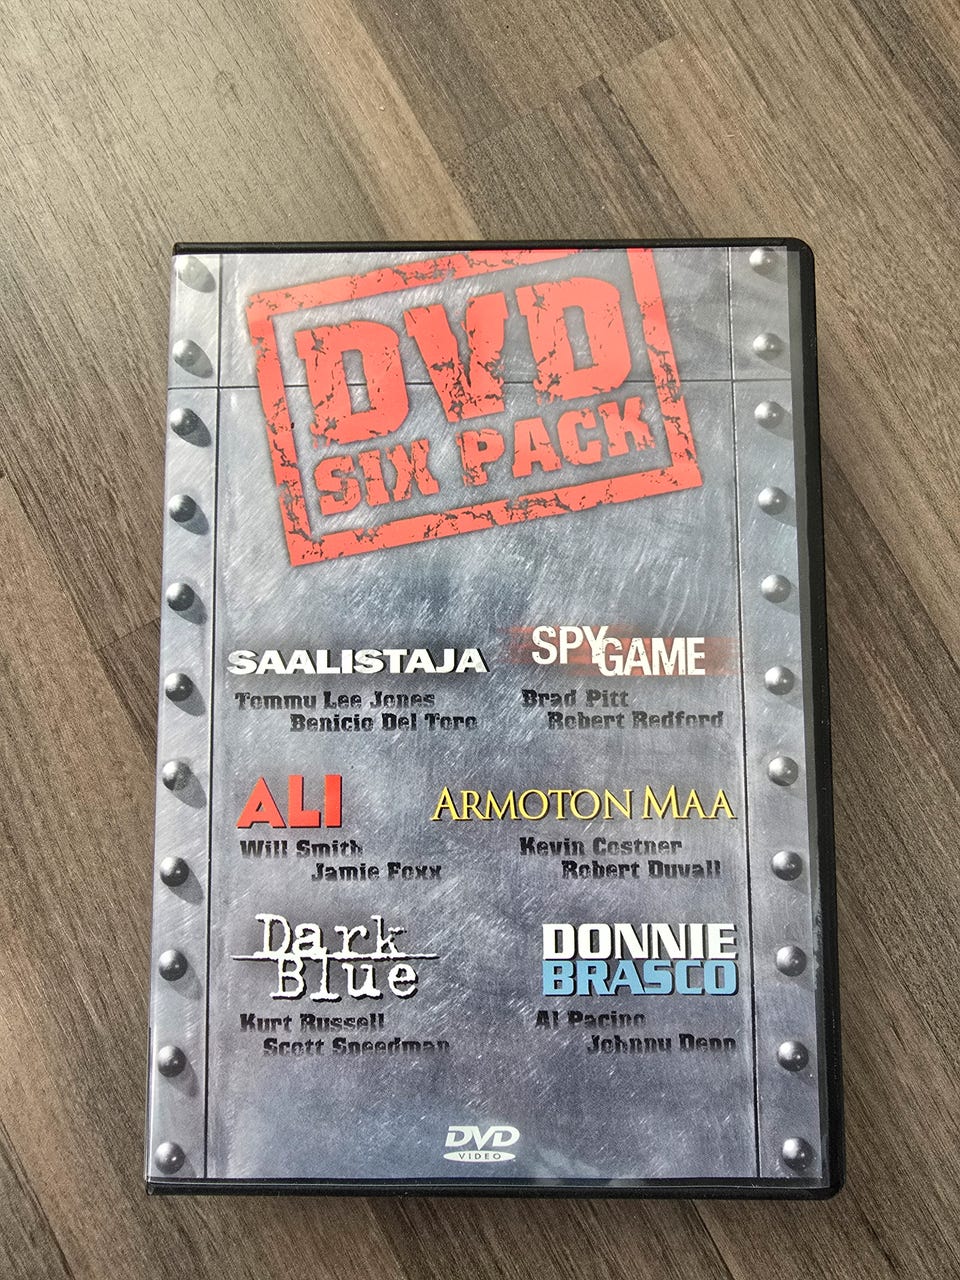 DVD
SIX PACK
SAALISTAJA
Tommy Lee Jones
Benicio Del Toro
SPY GAME
Brad Pitt
Robert Redford
ALI
Will Smith
Jamie Foxx
ARMOTON MAA
Kevin Costner
Robert Duvall
Dark
Blue
Kurt Russell
Scott Speedman
DONNIE
BRASCO
Al Pacino
Johnny Depp
DVD
VIDEO